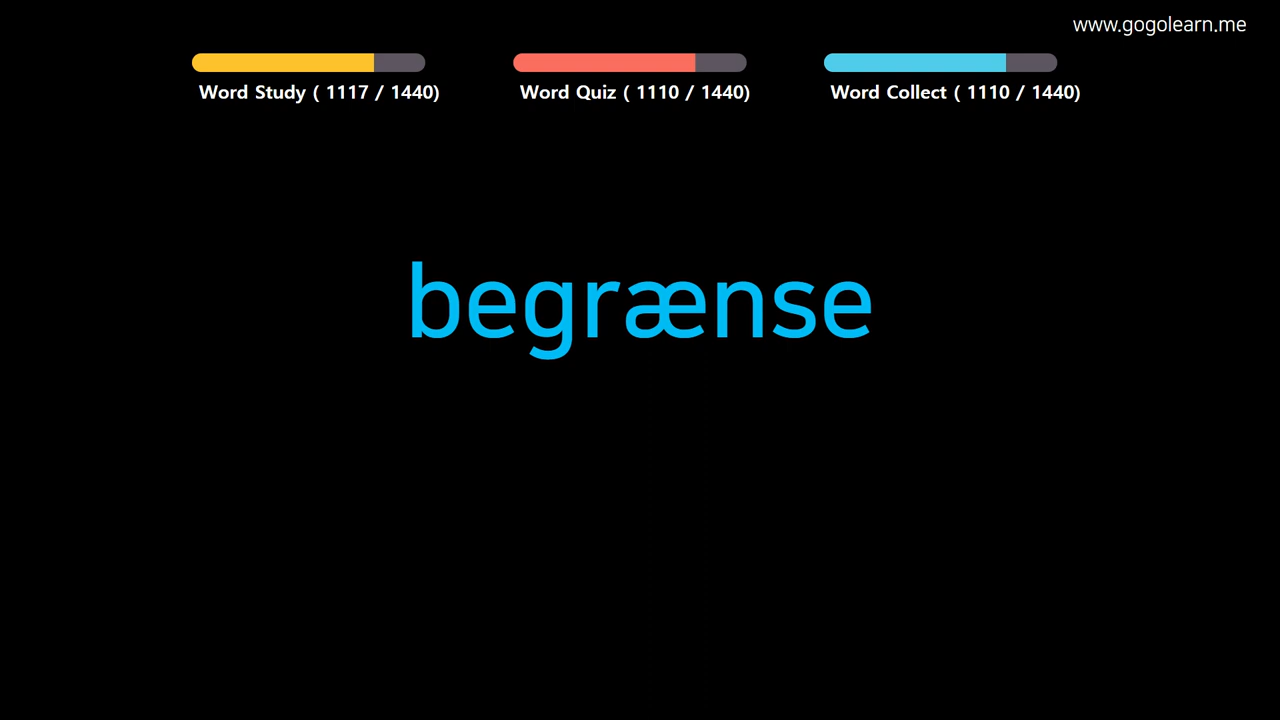 www.gogolearn.me
Word Study ( 1117 / 1440)
Word Quiz ( 1110 / 1440)
Word Collect ( 1110 / 1440)
begrænse